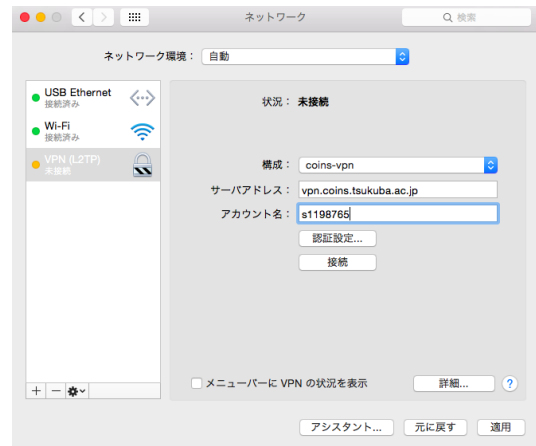 ネットワーク
検索
ネットワーク環境： 自動
USB Ethernet
接続済み
Wi-Fi
接続済み
VPN (L2TP)
未接続
状況： 未接続
構成： coins-vpn
サーバアドレス： vpn.coins.tsukuba.ac.jp
アカウント名： s1198765
認証設定...
接続
メニューバーに VPN の状況を表示
詳細...
?
アシスタント...
元に戻す
適用